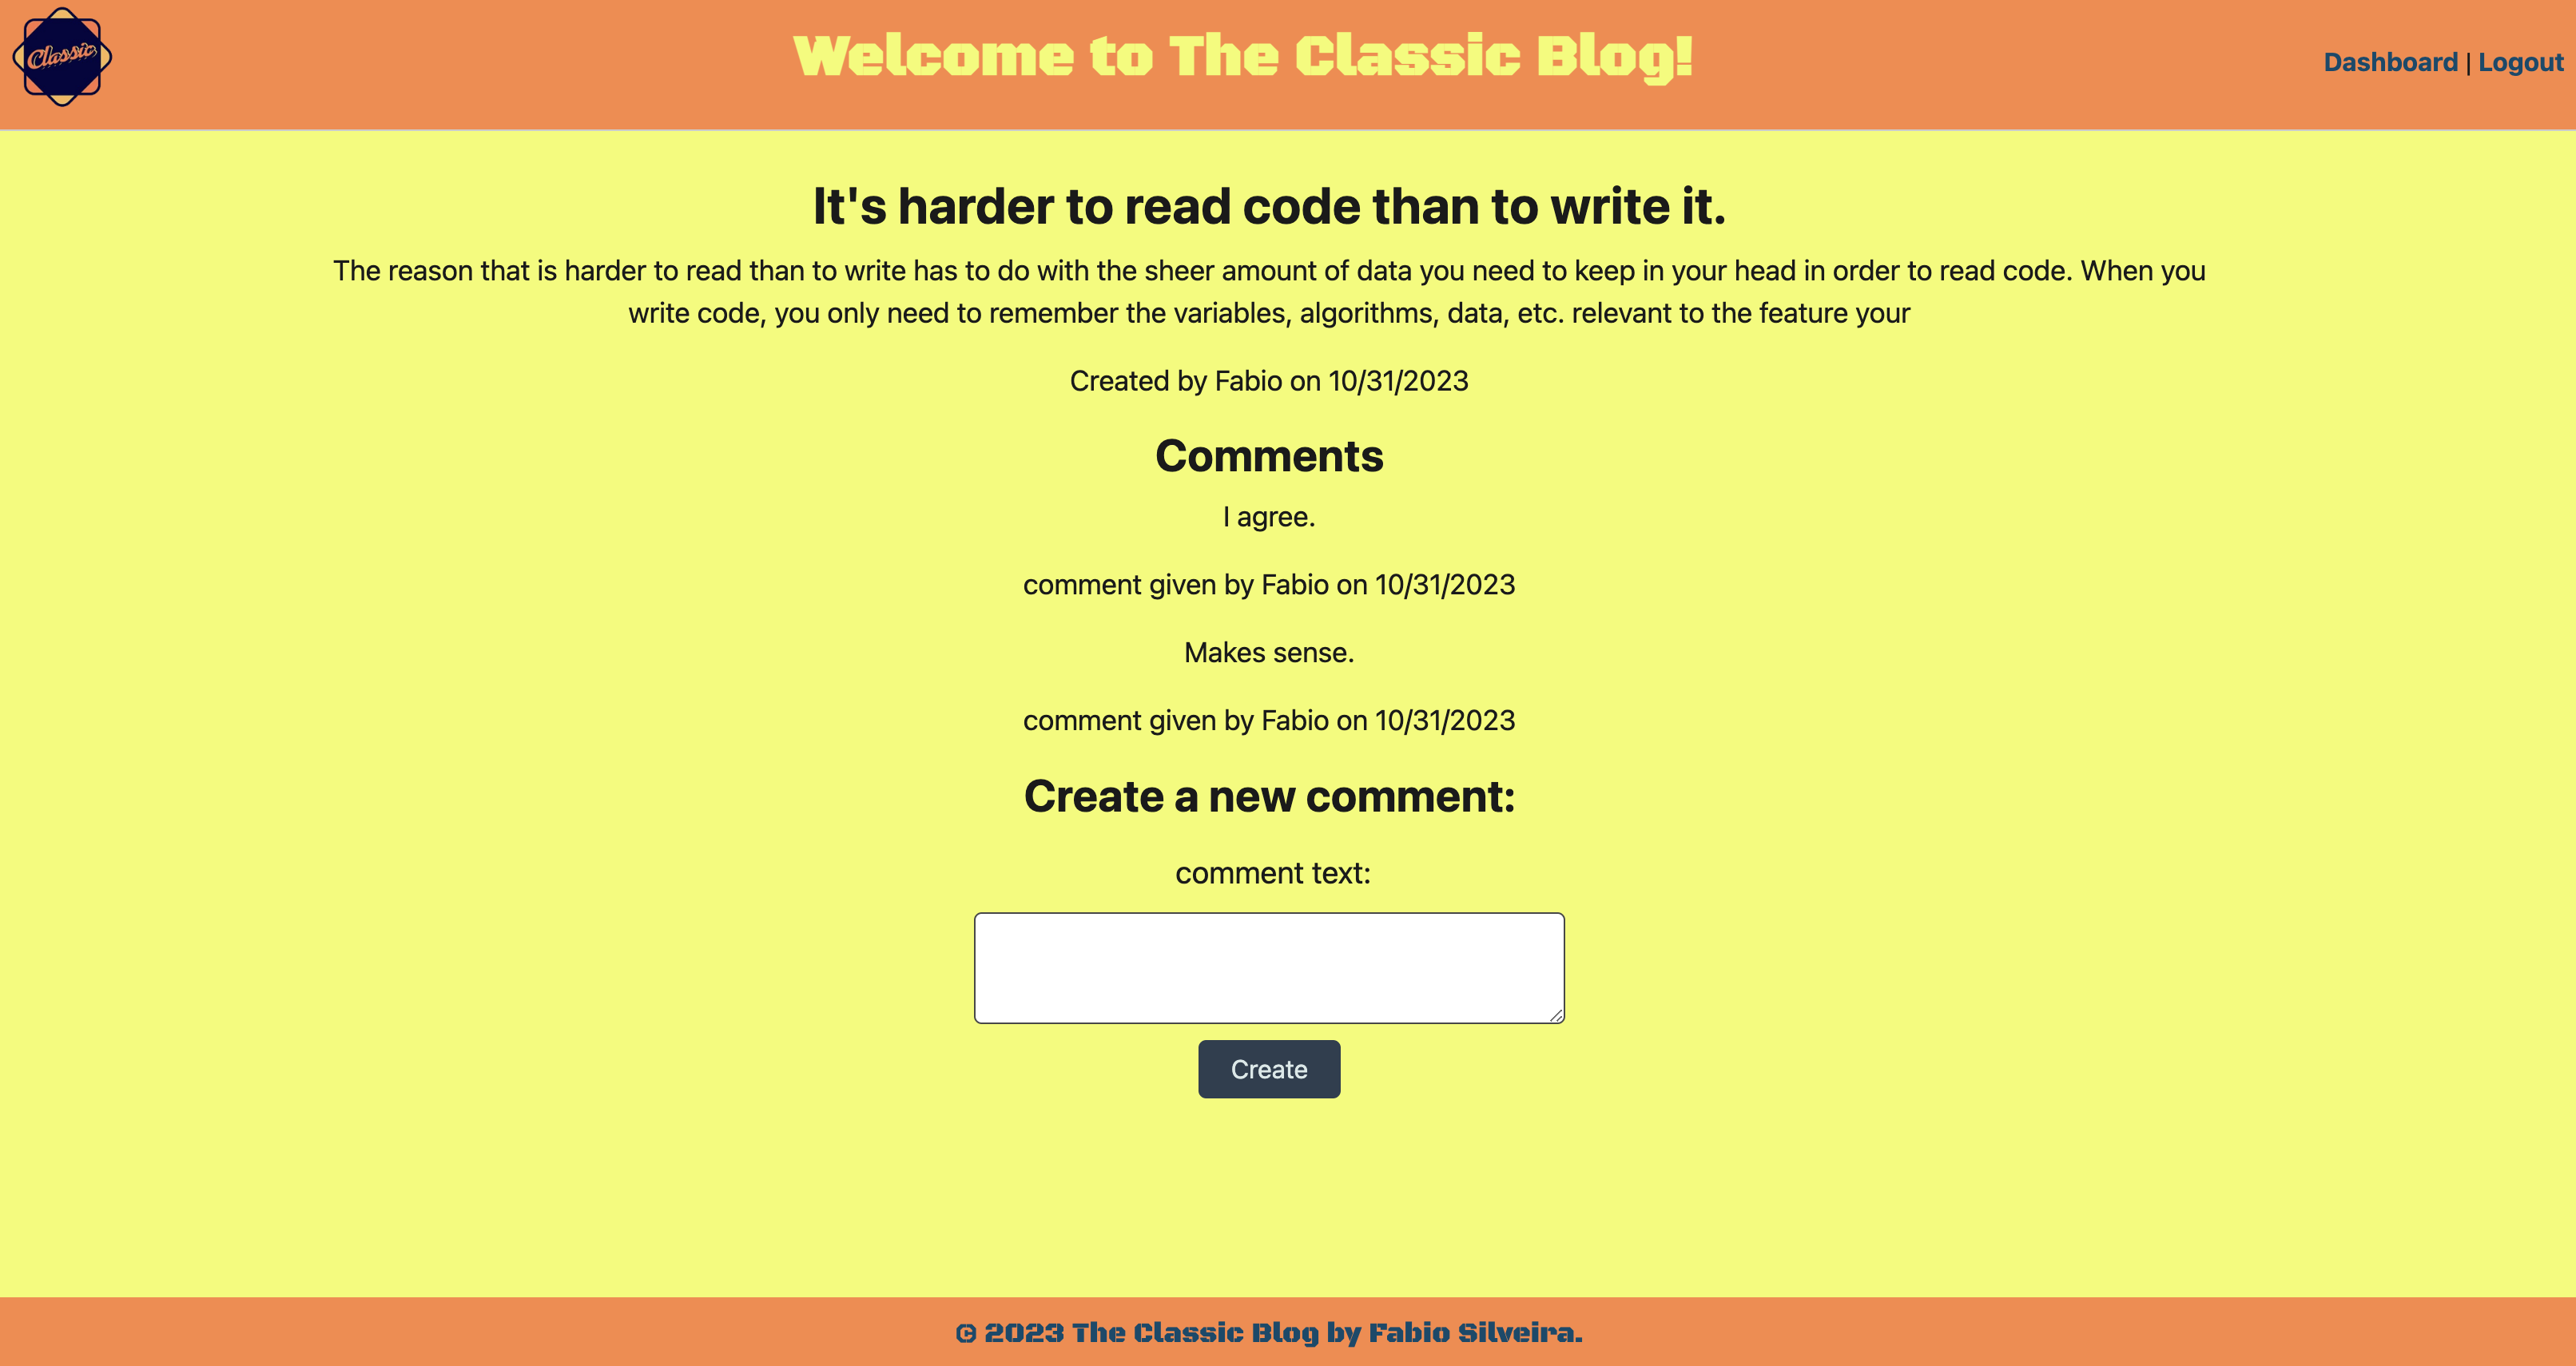 Classic
Welcome to The Classic Blog!
Dashboard | Logout
It's harder to read code than to write it.
The reason that is harder to read than to write has to do with the sheer amount of data you need to keep in your head in order to read code. When you
write code, you only need to remember the variables, algorithms, data, etc. relevant to the feature your
Created by Fabio on 10/31/2023
Comments
I agree.
comment given by Fabio on 10/31/2023
Makes sense.
comment given by Fabio on 10/31/2023
Create a new comment:
comment text:
Create
© 2023 The Classic Blog by Fabio Silveira.